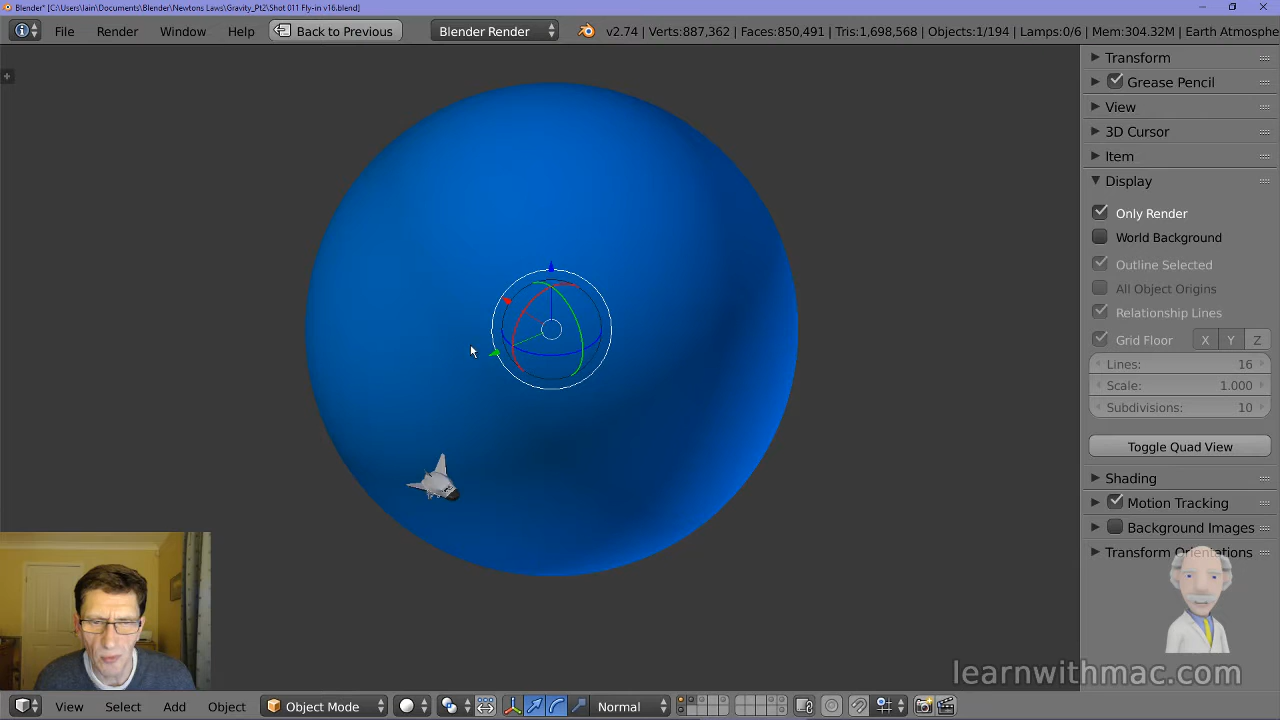 Blender* [C:\Users\Iain\Documents\Blender\Newtons Laws\Gravity_Pt2\Shot 011 Fly-in v16.blend]
File Render Window Help Back to Previous Blender Render v2.74 | Verts:887,362 | Faces:850,491 | Tris:1,698,568 | Objects:1/194 | Lamps:0/6 | Mem:304.32M | Earth Atmosphe
Transform
Grease Pencil
View
3D Cursor
Item
Display
Only Render
World Background
Outline Selected
All Object Origins
Relationship Lines
Grid Floor X Y Z
Lines: 16
Scale: 1.000
Subdivisions: 10
Toggle Quad View
Shading
Motion Tracking
Background Images
Transform Orientations
learnwithmac.com
View Select Add Object Object Mode Normal